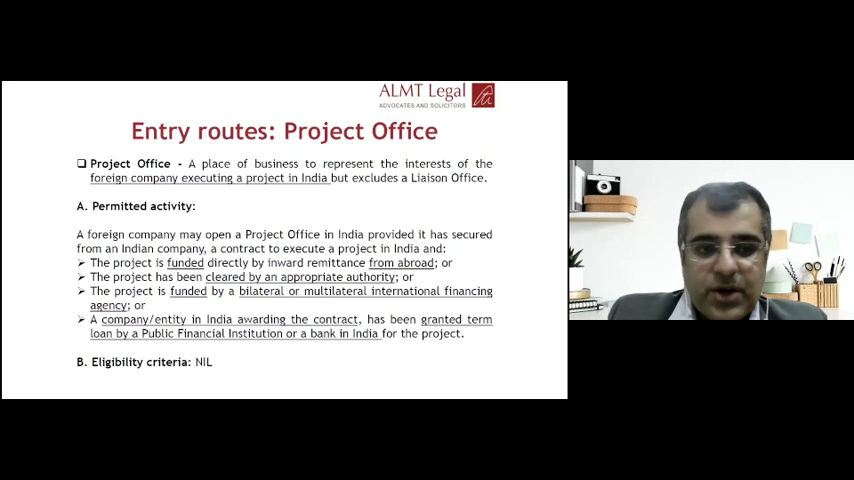 ALMT Legal
ADVOCATES AND SOLICITORS
Entry routes: Project Office
❑ Project Office - A place of business to represent the interests of the
foreign company executing a project in India but excludes a Liaison Office.
A. Permitted activity:
A foreign company may open a Project Office in India provided it has secured
from an Indian company, a contract to execute a project in India and:
➢ The project is funded directly by inward remittance from abroad; or
➢ The project has been cleared by an appropriate authority; or
➢ The project is funded by a bilateral or multilateral international financing
agency; or
➢ A company/entity in India awarding the contract, has been granted term
loan by a Public Financial Institution or a bank in India for the project.
B. Eligibility criteria: NIL